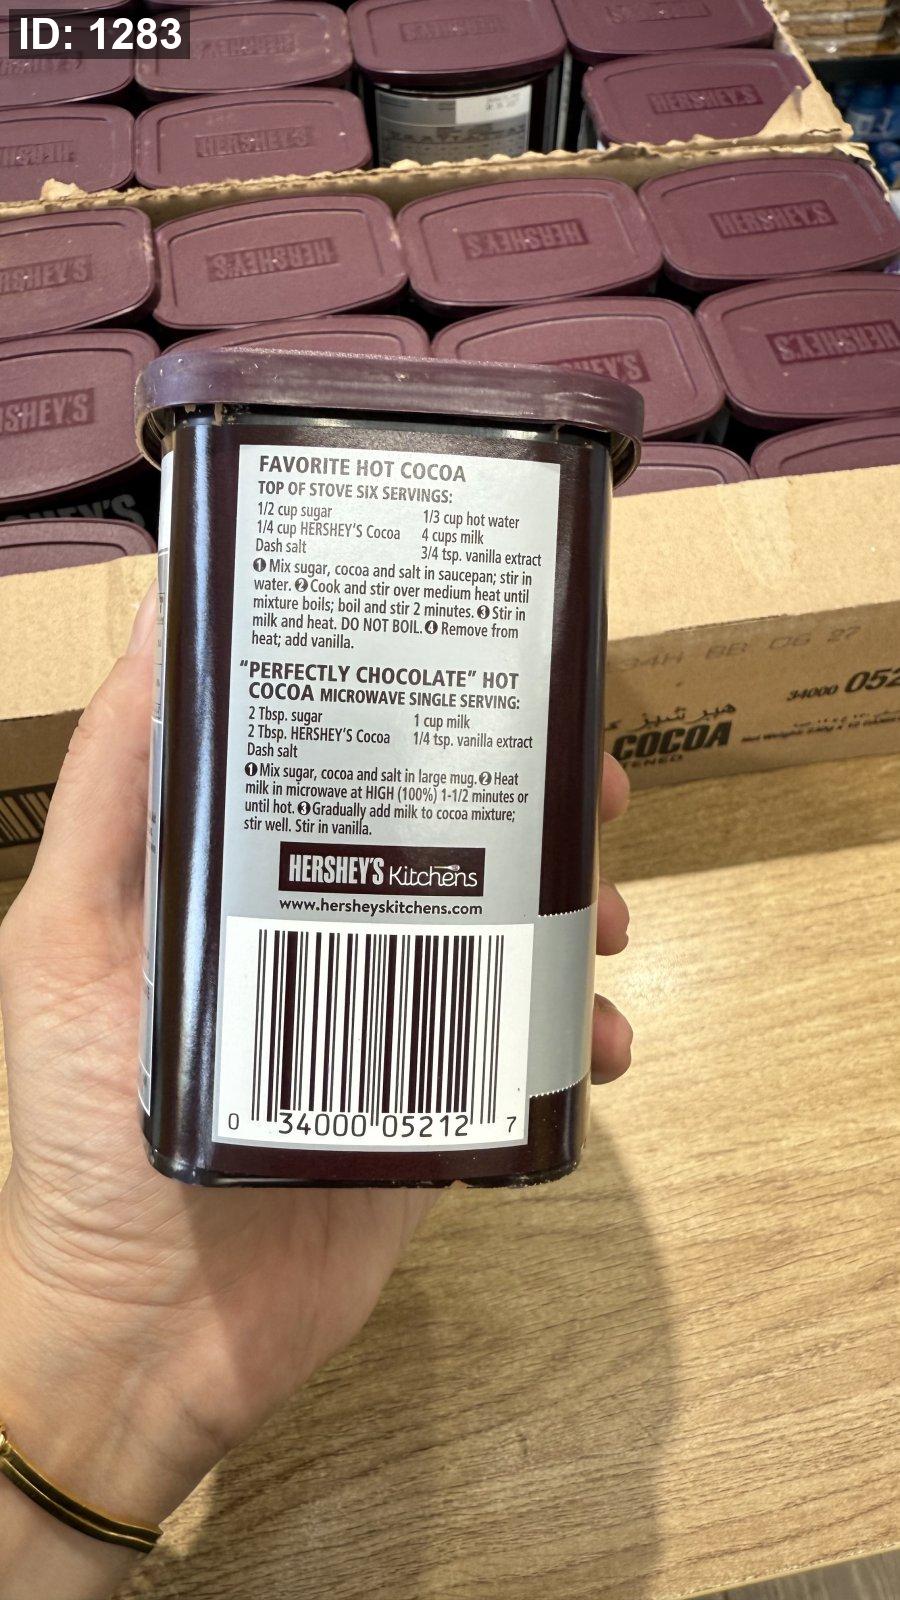 ID: 1283
HERSHEY'S
HERSHEY'S
HERSHEY'S
HERSHEY'S
HERSHEY'S
HERSHEY'S
HERSHEY'S
FAVORITE HOT COCOA
TOP OF STOVE SIX SERVINGS:
1/2 cup sugar 1/3 cup hot water
1/4 cup HERSHEY'S Cocoa 4 cups milk
Dash salt 3/4 tsp. vanilla extract
❶ Mix sugar, cocoa and salt in saucepan; stir in
water. ❷ Cook and stir over medium heat until
mixture boils; boil and stir 2 minutes. ❸ Stir in
milk and heat. DO NOT BOIL. ❹ Remove from
heat; add vanilla.
"PERFECTLY CHOCOLATE" HOT
COCOA MICROWAVE SINGLE SERVING:
2 Tbsp. sugar 1 cup milk
2 Tbsp. HERSHEY'S Cocoa 1/4 tsp. vanilla extract
Dash salt
❶ Mix sugar, cocoa and salt in large mug. ❷ Heat
milk in microwave at HIGH (100%) 1-1/2 minutes or
until hot. ❸ Gradually add milk to cocoa mixture;
stir well. Stir in vanilla.
HERSHEY'S Kitchens
www.hersheyskitchens.com
0 34000 05212 7
34H BB 06 27
34000 052
هيرشيز
COCOA